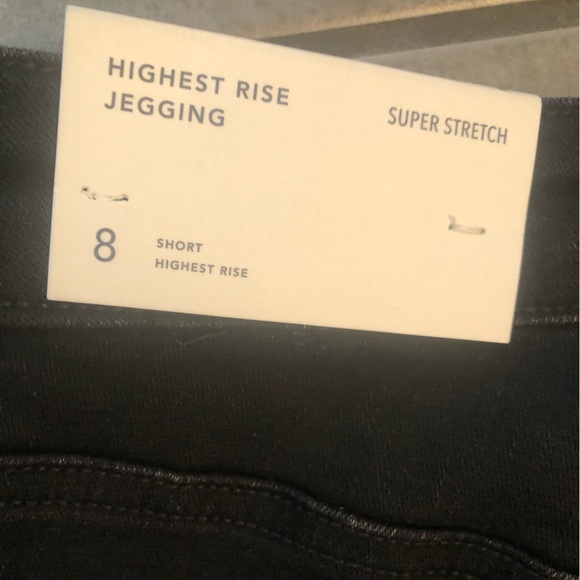 HIGHEST RISE
JEGGING
SUPER STRETCH
8
SHORT
HIGHEST RISE